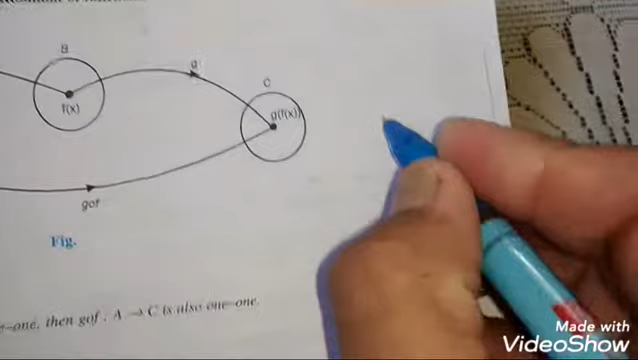 B
g
C
f(x)
g(f(x))
gof
Fig.
-one, then gof : A → C is also one-one.
Made with
VideoShow